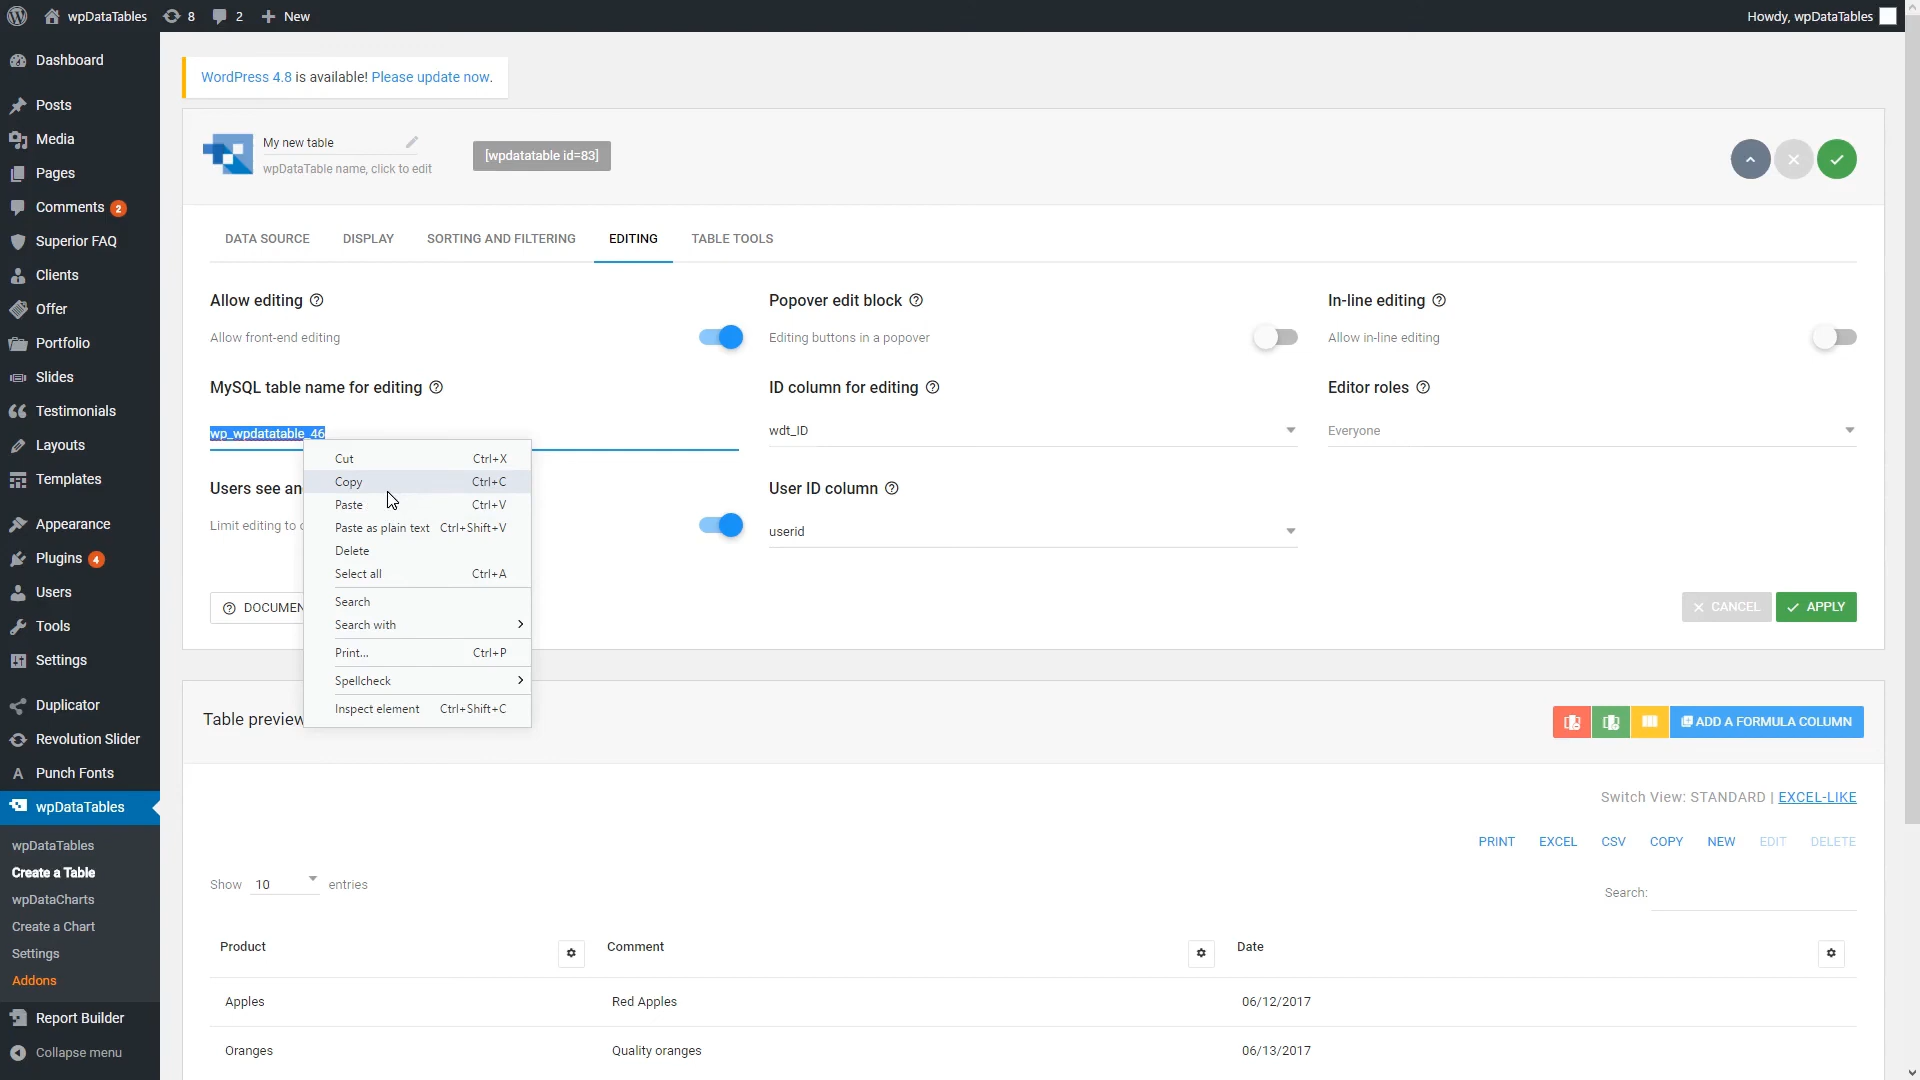 wpDataTables 8 2 New
Howdy, wpDataTables
Dashboard
Posts
Media
Pages
Comments 2
Superior FAQ
Clients
Offer
Portfolio
Slides
Testimonials
Layouts
Templates
Appearance
Plugins 4
Users
Tools
Settings
Duplicator
Revolution Slider
Punch Fonts
wpDataTables
wpDataTables
Create a Table
wpDataCharts
Create a Chart
Settings
Addons
Report Builder
Collapse menu
WordPress 4.8 is available! Please update now.
My new table
wpDataTable name, click to edit
[wpdatatable id=83]
DATA SOURCE DISPLAY SORTING AND FILTERING EDITING TABLE TOOLS
Allow editing
Allow front-end editing
Popover edit block
Editing buttons in a popover
In-line editing
Allow in-line editing
MySQL table name for editing
wp_wpdatatable_46
ID column for editing
wdt_ID
Editor roles
Everyone
Users see an
Limit editing to
User ID column
userid
DOCUMEN
CANCEL
APPLY
Cut Ctrl+X
Copy Ctrl+C
Paste Ctrl+V
Paste as plain text Ctrl+Shift+V
Delete
Select all Ctrl+A
Search
Search with
Print... Ctrl+P
Spellcheck
Inspect element Ctrl+Shift+C
Table preview
ADD A FORMULA COLUMN
Switch View: STANDARD | EXCEL-LIKE
PRINT EXCEL CSV COPY NEW EDIT DELETE
Show 10 entries
Search:
Product Comment Date
Apples Red Apples 06/12/2017
Oranges Quality oranges 06/13/2017